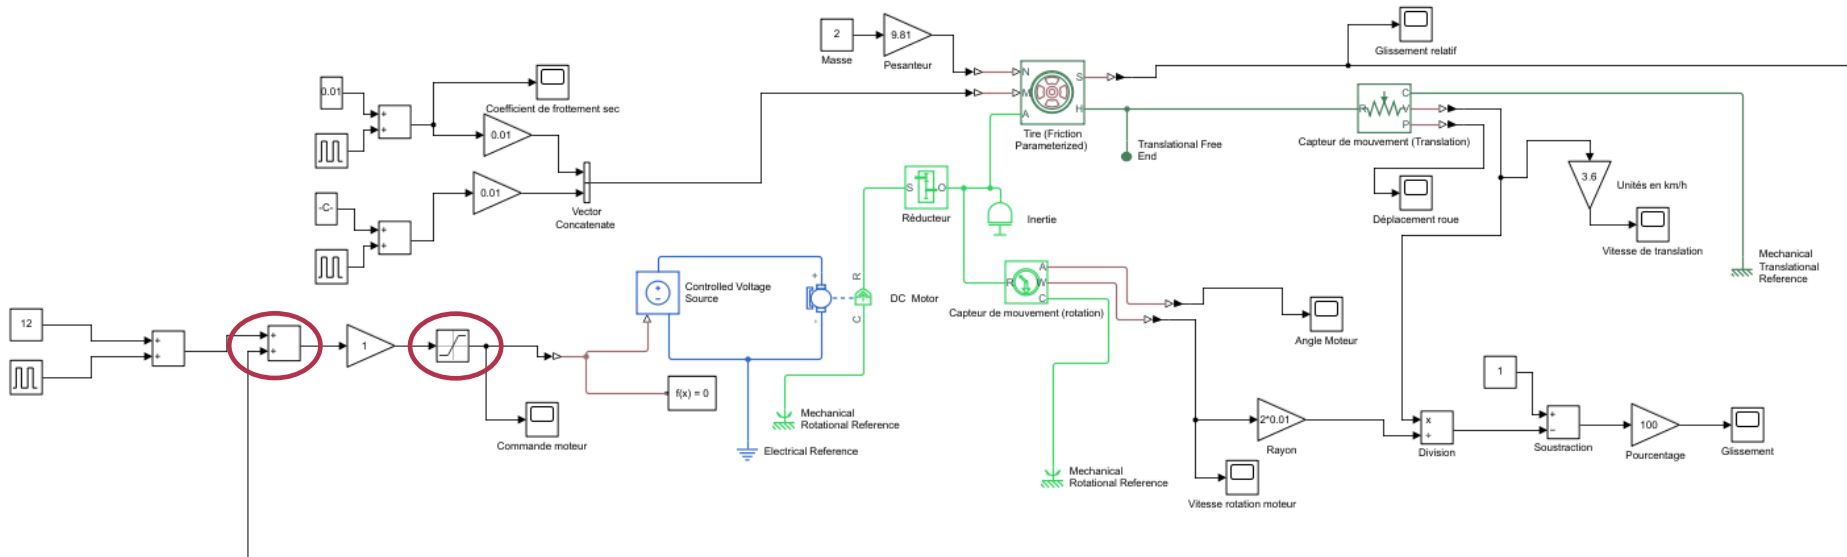 2
Masse
9.81
Pesanteur
Glissement relatif
0.01
+
+
Coefficient de frottement sec
0.01
N
M
A
S
H
Tire (Friction
Parameterized)
Translational Free
End
R
C
V
P
Capteur de mouvement (Translation)
3.6
Unités en km/h
Déplacement roue
Vitesse de translation
Mechanical
Translational
Reference
-C-
+
+
0.01
Vector
Concatenate
S
O
Réducteur
Inertie
Controlled Voltage
Source
+
-
+
-
R
C
DC Motor
R
A
W
C
Capteur de mouvement (rotation)
Angle Moteur
12
+
+
+
+
1
f(x) = 0
Commande moteur
Mechanical
Rotational Reference
Electrical Reference
Mechanical
Rotational Reference
2*0.01
Rayon
Vitesse rotation moteur
x
÷
Division
1
+
-
Soustraction
100
Pourcentage
Glissement